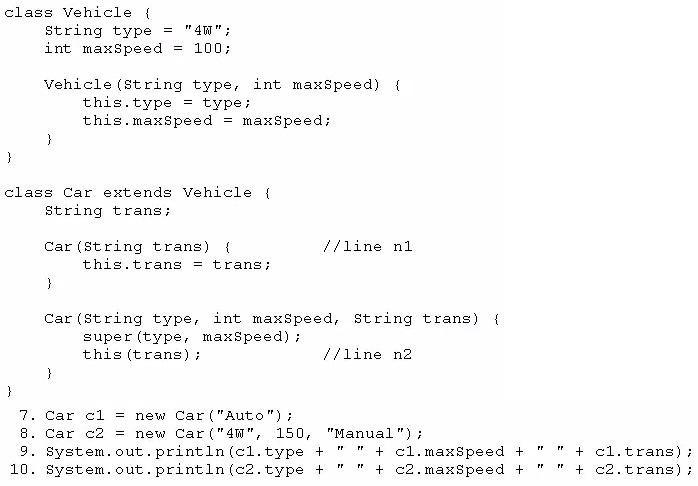 class Vehicle {
    String type = "4W";
    int maxSpeed = 100;

    Vehicle(String type, int maxSpeed) {
        this.type = type;
        this.maxSpeed = maxSpeed;
    }
}

class Car extends Vehicle {
    String trans;

    Car(String trans) {         //line n1
        this.trans = trans;
    }

    Car(String type, int maxSpeed, String trans) {
        super(type, maxSpeed);
        this(trans);            //line n2
    }
}
7. Car c1 = new Car("Auto");
8. Car c2 = new Car("4W", 150, "Manual");
9. System.out.println(c1.type + " " + c1.maxSpeed + " " + c1.trans);
10. System.out.println(c2.type + " " + c2.maxSpeed + " " + c2.trans);